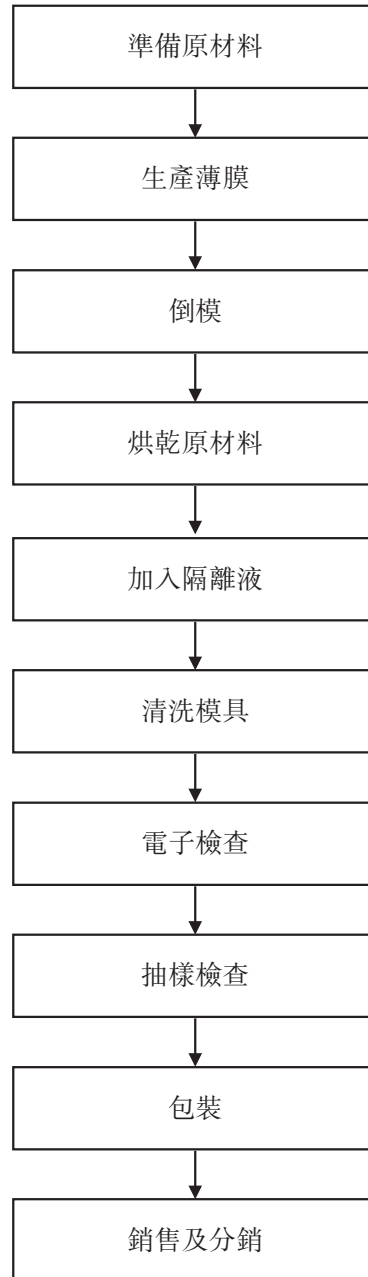 準備原材料
生產薄膜
倒模
烘乾原材料
加入隔離液
清洗模具
電子檢查
抽樣檢查
包裝
銷售及分銷